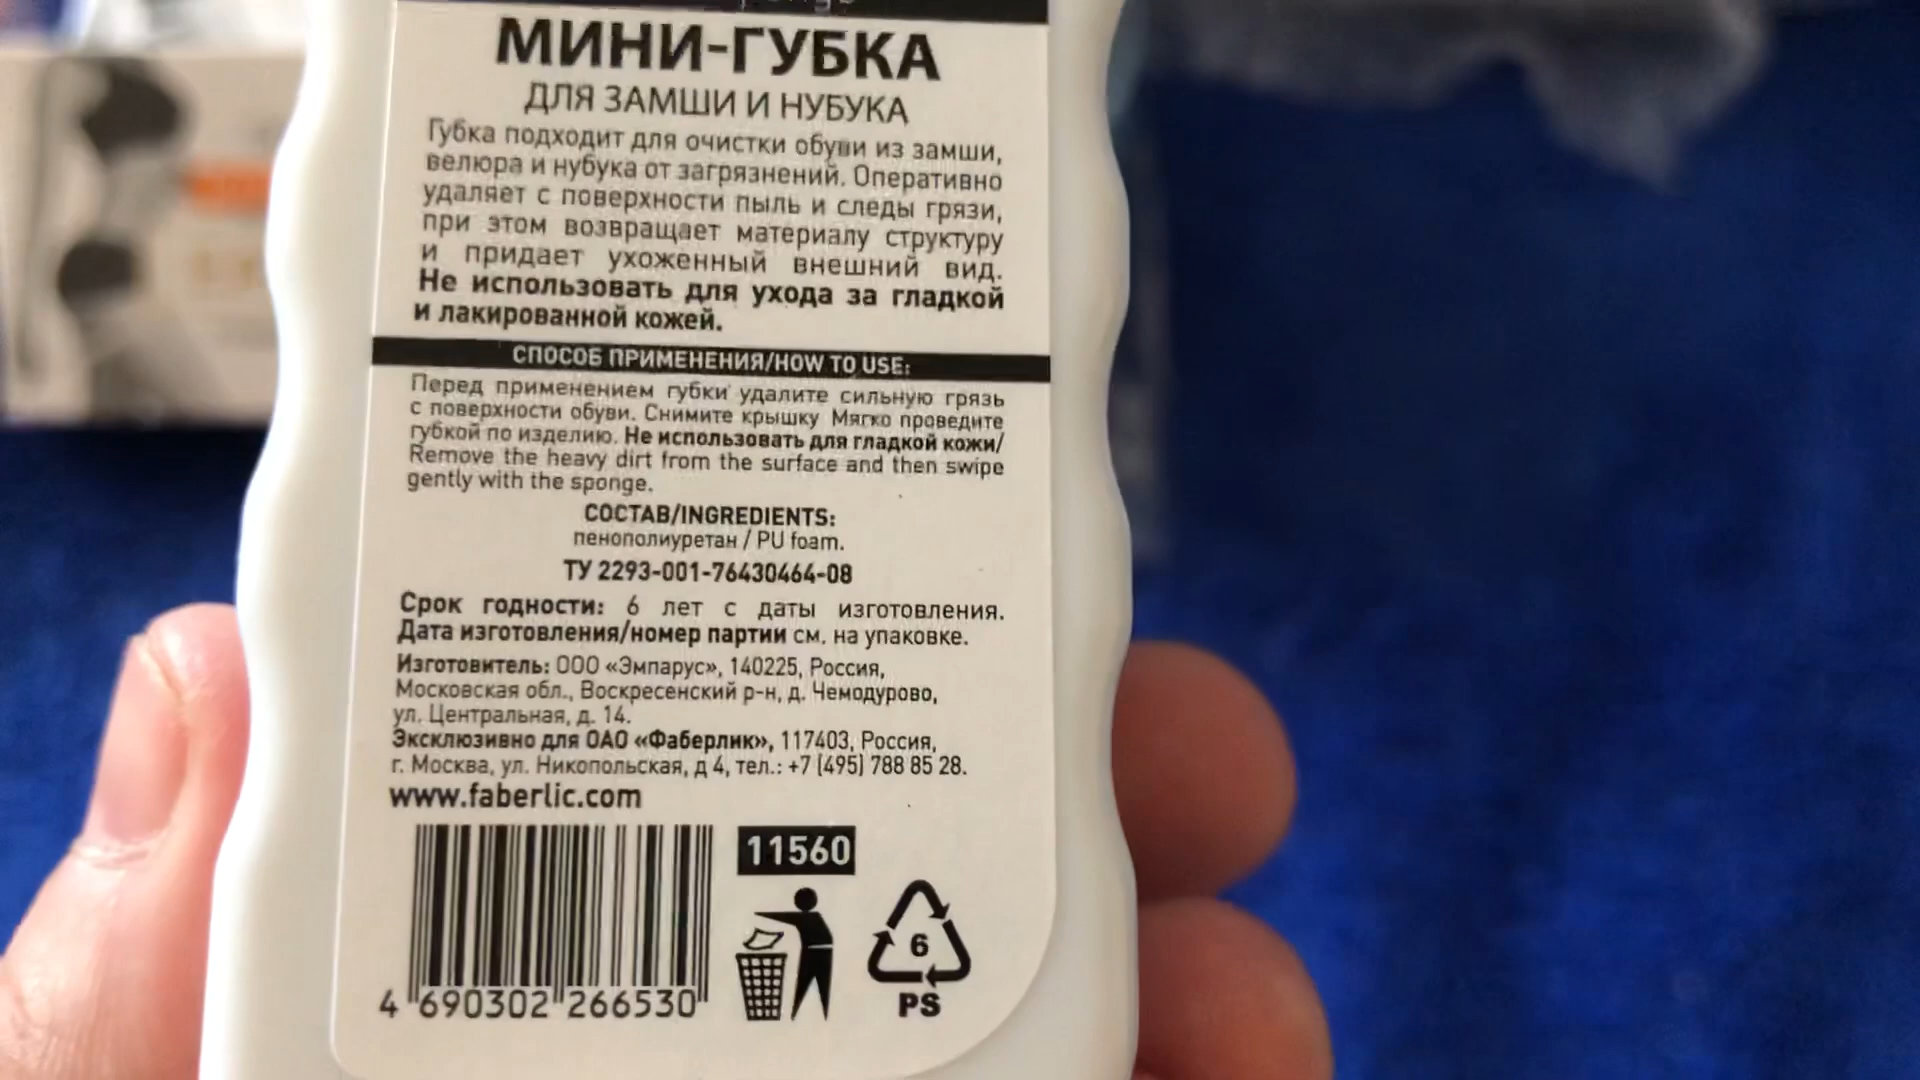 МИНИ-ГУБКА
ДЛЯ ЗАМШИ И НУБУКА
Губка подходит для очистки обуви из замши,
велюра и нубука от загрязнений. Оперативно
удаляет с поверхности пыль и следы грязи,
при этом возвращает материалу структуру
и придает ухоженный внешний вид.
Не использовать для ухода за гладкой
и лакированной кожей.
СПОСОБ ПРИМЕНЕНИЯ/HOW TO USE:
Перед применением губки удалите сильную грязь
с поверхности обуви. Снимите крышку Мягко проведите
губкой по изделию. Не использовать для гладкой кожи/
Remove the heavy dirt from the surface and then swipe
gently with the sponge.
СОСТАВ/INGREDIENTS:
пенополиуретан / PU foam.
ТУ 2293-001-76430464-08
Срок годности: 6 лет с даты изготовления.
Дата изготовления/номер партии см. на упаковке.
Изготовитель: ООО «Эмпарус», 140225, Россия,
Московская обл., Воскресенский р-н, д. Чемодурово,
ул. Центральная, д. 14.
Эксклюзивно для ОАО «Фаберлик», 117403, Россия,
г. Москва, ул. Никопольская, д 4, тел.: +7 (495) 788 85 28.
www.faberlic.com
11560
6
PS
4 690302 266530